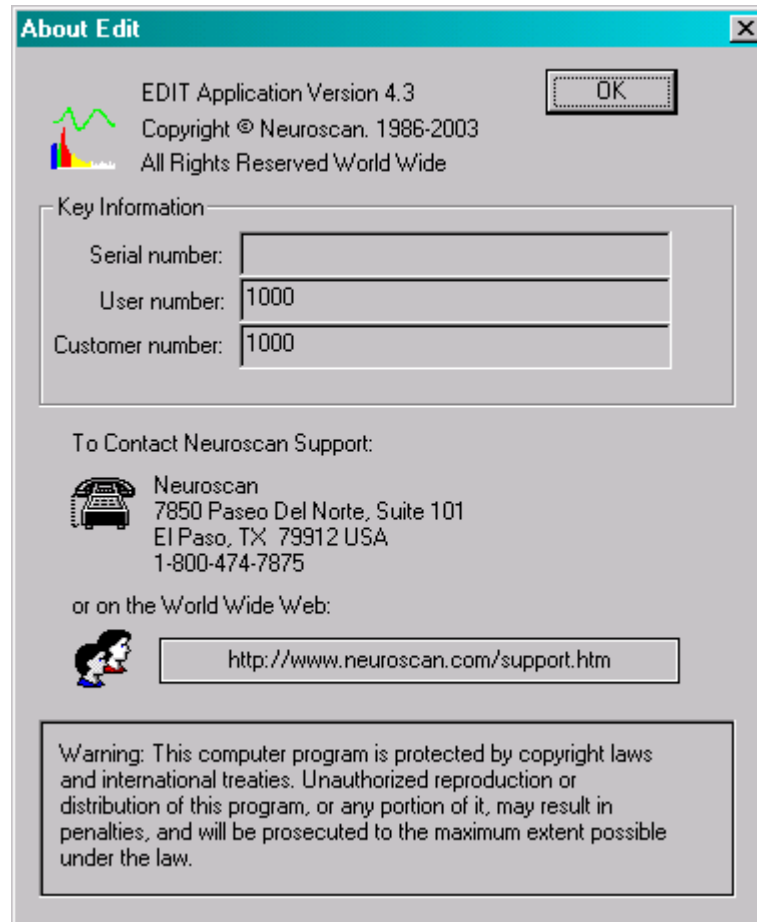 About Edit
EDIT Application Version 4.3
OK
Copyright © Neuroscan. 1986-2003
All Rights Reserved World Wide
Key Information
Serial number:
User number: 1000
Customer number: 1000
To Contact Neuroscan Support:
Neuroscan
7850 Paseo Del Norte, Suite 101
El Paso, TX  79912 USA
1-800-474-7875
or on the World Wide Web:
http://www.neuroscan.com/support.htm
Warning: This computer program is protected by copyright laws
and international treaties. Unauthorized reproduction or
distribution of this program, or any portion of it, may result in
penalties, and will be prosecuted to the maximum extent possible
under the law.